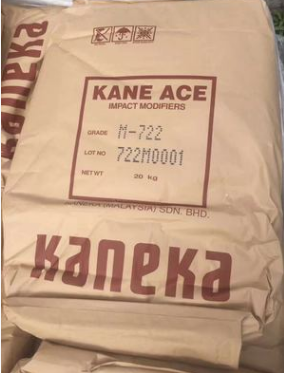 kaneka
KANE ACE
IMPACT MODIFIERS
GRADE M-722
LOT NO 722M0001
NET WT 20 kg
KANEKA (MALAYSIA) SDN. BHD.
kaneka